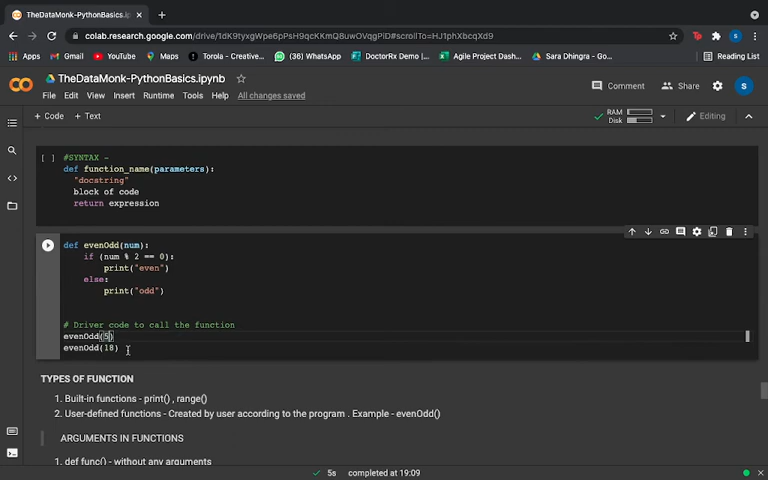 TheDataMonk-PythonBasics.ip
colab.research.google.com/drive/1dK9tyxgWpe6pPsH9qcKKmQ8uwOVqgPlD#scrollTo=HJ1phXbcqXd9
Apps Gmail YouTube Maps Torola - Creative... (36) WhatsApp DoctorRx Demo |... Agile Project Dash... Sara Dhingra - Go... Reading List
TheDataMonk-PythonBasics.ipynb
Comment Share S
File Edit View Insert Runtime Tools Help All changes saved
+ Code + Text RAM Disk Editing
[ ] #SYNTAX -
def function_name(parameters):
"docstring"
block of code
return expression
def evenOdd(num):
if (num % 2 == 0):
print("even")
else:
print("odd")
# Driver code to call the function
evenOdd(5)
evenOdd(18)
TYPES OF FUNCTION
1. Built-in functions - print() , range()
2. User-defined functions - Created by user according to the program . Example - evenOdd()
ARGUMENTS IN FUNCTIONS
1. def func() - without any arguments
5s completed at 19:09